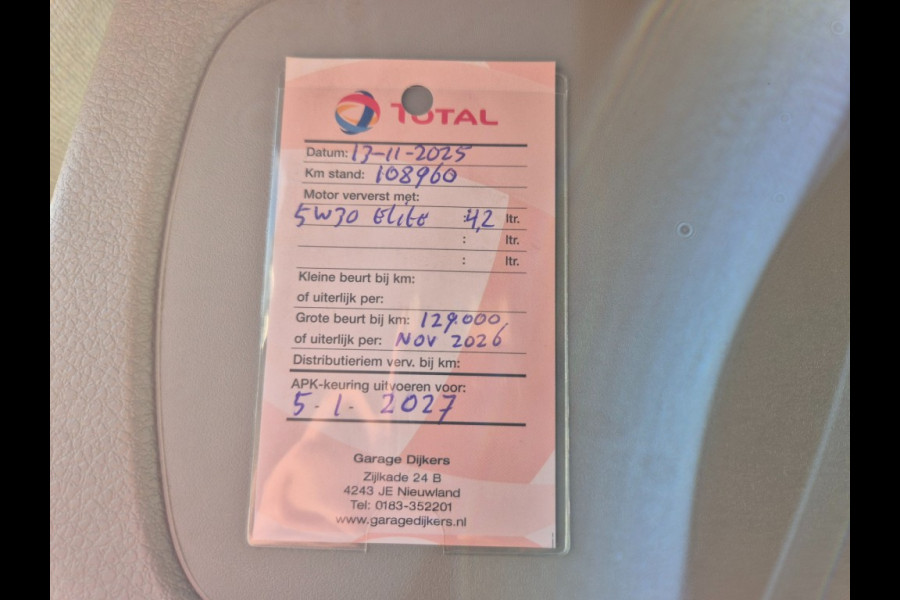 TOTAL
Datum: 13-11-2025
Km stand: 108960
Motor ververst met:
5W30 Elite : 4,2 ltr.
: ltr.
: ltr.
Kleine beurt bij km:
of uiterlijk per:
Grote beurt bij km: 129.000
of uiterlijk per: NOV 2026
Distributieriem verv. bij km:
APK-keuring uitvoeren voor:
5-1-2027
Garage Dijkers
Zijlkade 24 B
4243 JE Nieuwland
Tel: 0183-352201
www.garagedijkers.nl